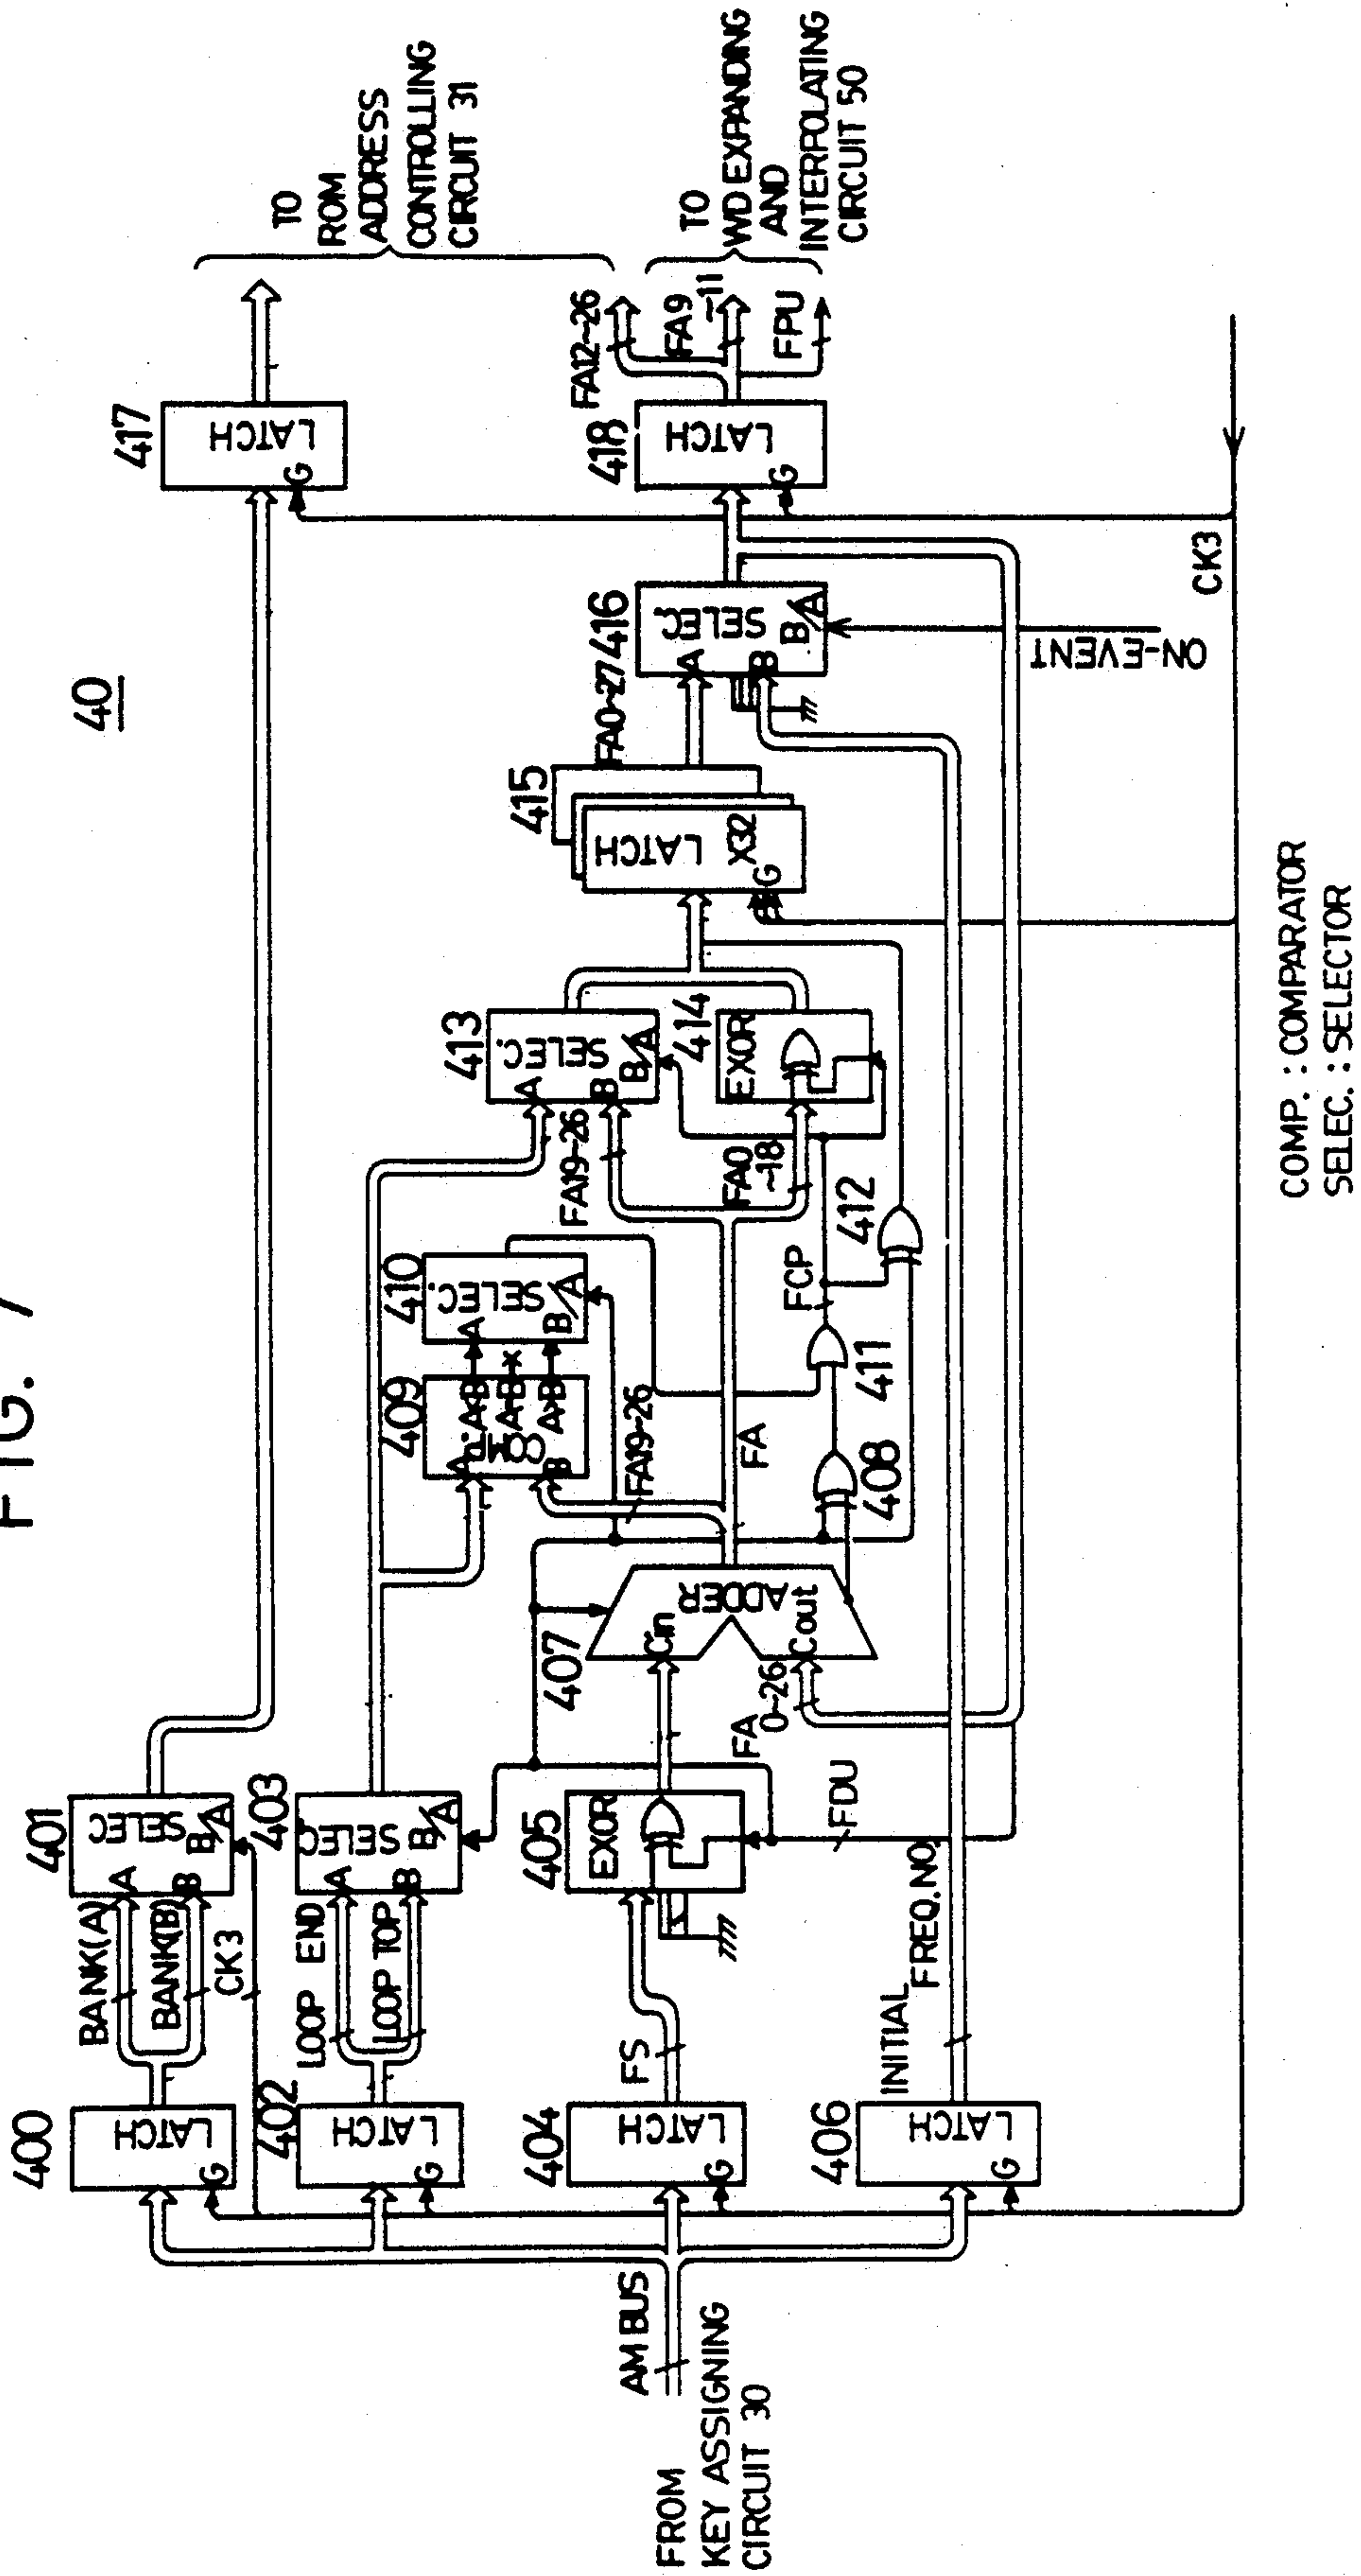 FIG. 7
40
FROM
KEY ASSIGNING
CIRCUIT 30
AM BUS
400
LATCH
G
BANK(A)
BANK(B)
CK3
401
SELEC
A
B
B/A
402
LATCH
G
LOOP END
LOOP TOP
403
SELEC
A
B
B/A
404
LATCH
G
FS
405
EXOR
FDU
406
LATCH
G
INITIAL
FREQ.NO.
407
ADDER
Cin
Cout
FA
0~26
408
409
A
B
A<B
A=B
A>B
FA19~26
FA
410
SELEC.
A
B/A
411
FCP
412
FA19~26
FA0
~18
413
SELEC.
A
B
B/A
414
EXOR
415
LATCH
X32
G
FA0~27
416
SELEC.
A
B
B/A
ON-EVENT
CK3
417
LATCH
G
418
LATCH
G
FA12~26
FA9
~11
FPU
TO
ROM
ADDRESS
CONTROLLING
CIRCUIT 31
TO
WD EXPANDING
AND
INTERPOLATING
CIRCUIT 50
COMP. : COMPARATOR
SELEC. : SELECTOR